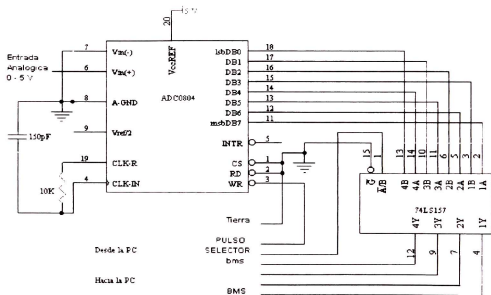 5 V
20
VccREF
Entrada
Analogica
0 - 5 V
7
Vin(-)
6
Vin(+)
8
A-GND
9
Vref/2
19
CLK-R
4
CLK-IN
150pF
10K
ADC0804
lsbDB0
DB1
DB2
DB3
DB4
DB5
DB6
msbDB7
INTR
CS
RD
WR
18
17
16
15
14
13
12
11
5
1
2
3
15
1
13
14
10
11
6
5
3
2
G
A/B
4B
4A
3B
3A
2B
2A
1B
1A
74LS157
4Y
3Y
2Y
1Y
12
9
7
4
Tierra
PULSO
SELECTOR
bms
Desde la PC
Hacia la PC
BMS